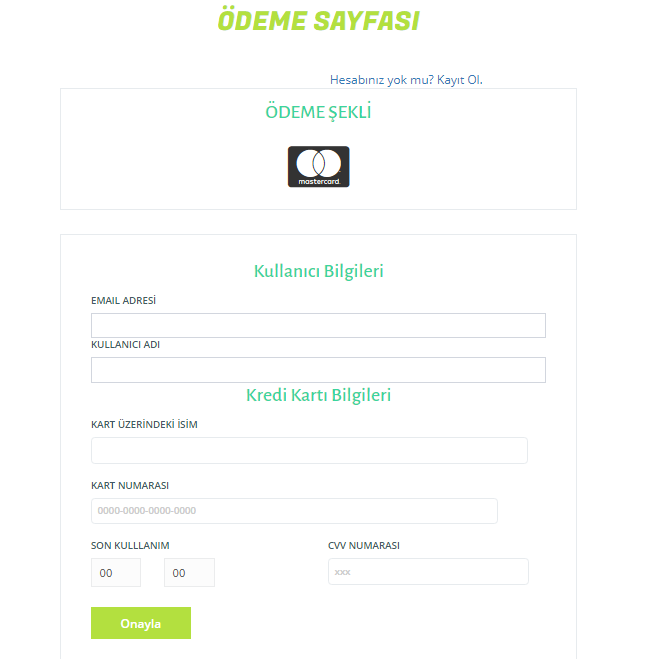 ÖDEME SAYFASI
Hesabınız yok mu? Kayıt Ol.
ÖDEME ŞEKLİ
mastercard
Kullanıcı Bilgileri
EMAIL ADRESİ
KULLANICI ADI
Kredi Kartı Bilgileri
KART ÜZERİNDEKİ İSİM
KART NUMARASI
0000-0000-0000-0000
SON KULLLANIM CVV NUMARASI
00 00 xxx
Onayla